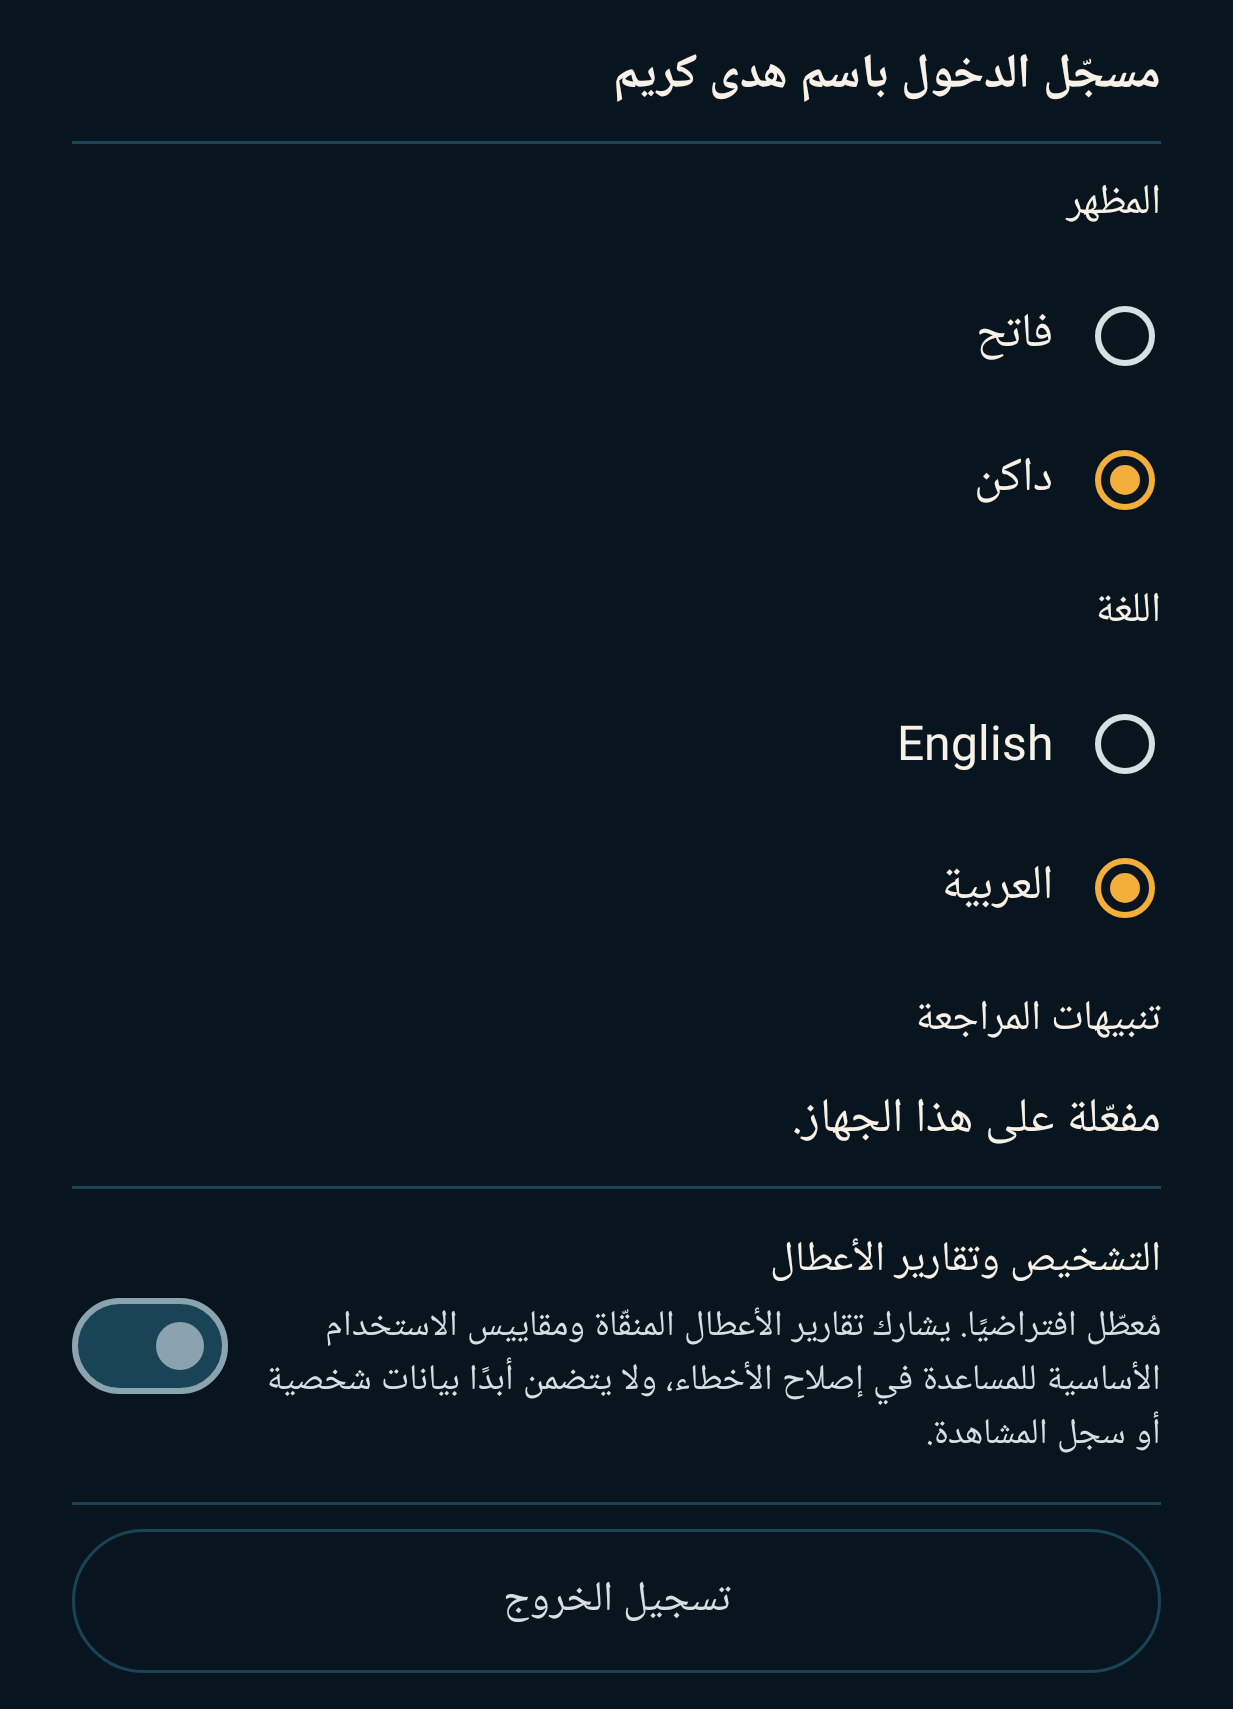 مسجّل الدخول باسم هدى كريم
المظهر
فاتح
داكن
اللغة
English
العربية
تنبيهات المراجعة
مفعّلة على هذا الجهاز.
التشخيص وتقارير الأعطال
مُعطّل افتراضيًا. يشارك تقارير الأعطال المنقّاة ومقاييس الاستخدام
الأساسية للمساعدة في إصلاح الأخطاء، ولا يتضمن أبدًا بيانات شخصية
أو سجل المشاهدة.
تسجيل الخروج